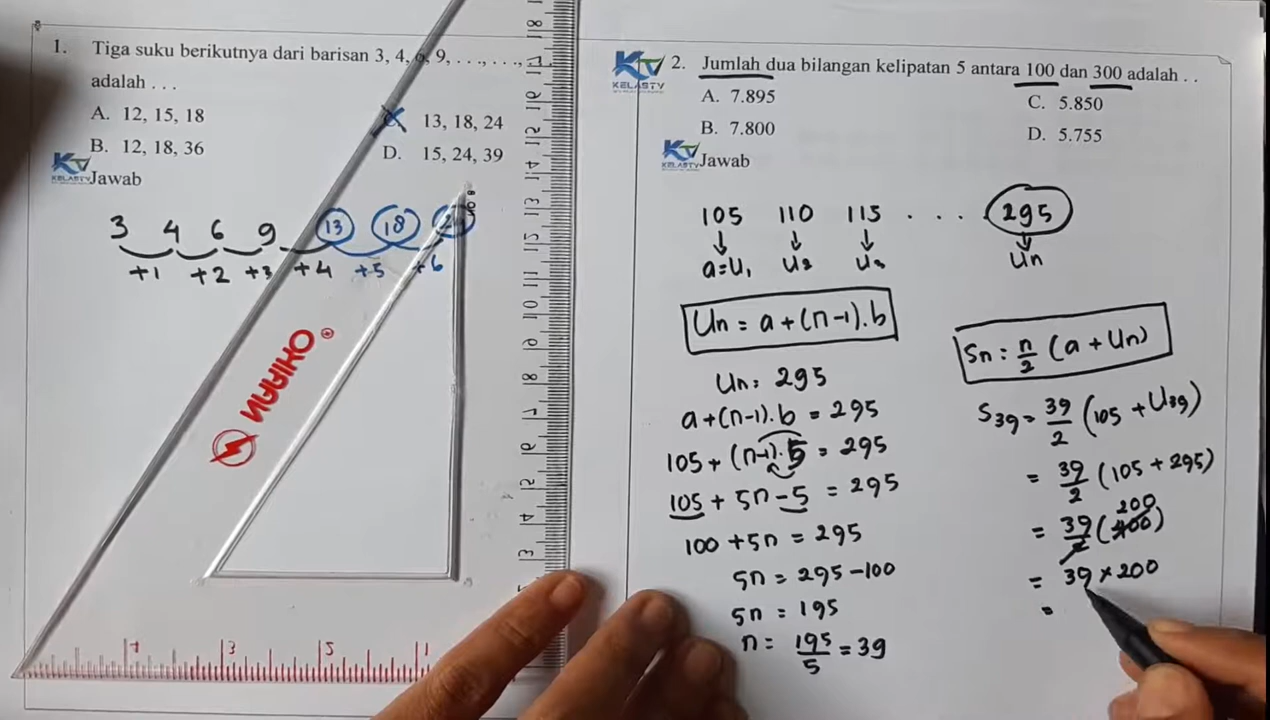 1. Tiga suku berikutnya dari barisan 3, 4, 6, 9, . . ., . . .,
adalah . . .
A. 12, 15, 18
13, 18, 24
B. 12, 18, 36
D. 15, 24, 39
KELASTV Jawab
3 4 6 9 13 18
+1 +2 +3 +4 +5 +6
KTV 2. Jumlah dua bilangan kelipatan 5 antara 100 dan 300 adalah . .
KELASTV
A. 7.895
C. 5.850
B. 7.800
D. 5.755
KELASTV Jawab
105 110 115 . . . 295
a=U₁ U₂ U₃ Un
Un = a+(n-1).b
Un = 295
a+(n-1).b = 295
105+(n-1).5 = 295
105 + 5n - 5 = 295
100 + 5n = 295
5n = 295-100
5n = 195
n = 195/5 = 39
Sn = n/2 (a + Un)
S39 = 39/2 (105 + U39)
= 39/2 (105 + 295)
200
= 39/2 (400)
= 39 × 200
=